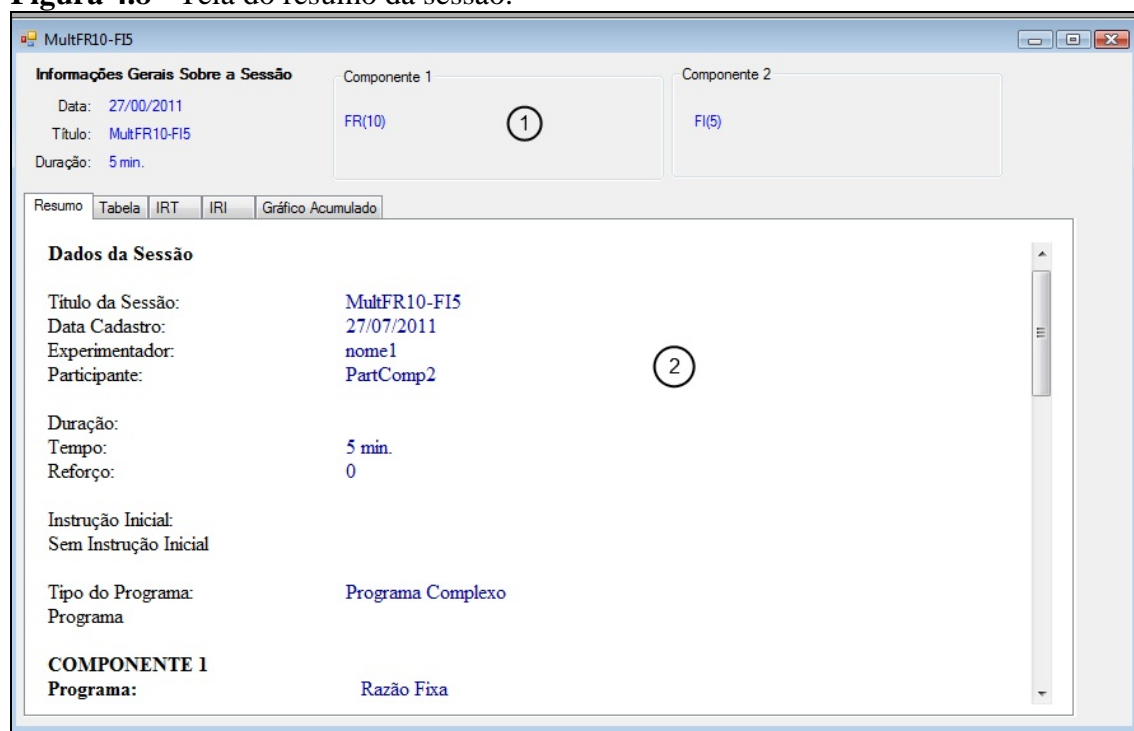 Figura 4.8 - Tela do resumo da sessão.
MultFR10-FI5
Informações Gerais Sobre a Sessão
Data: 27/00/2011
Título: MultFR10-FI5
Duração: 5 min.
Componente 1
FR(10)
1
Componente 2
FI(5)
Resumo Tabela IRT IRI Gráfico Acumulado
Dados da Sessão
Título da Sessão: MultFR10-FI5
Data Cadastro: 27/07/2011
Experimentador: nome1
Participante: PartComp2
2
Duração:
Tempo: 5 min.
Reforço: 0
Instrução Inicial:
Sem Instrução Inicial
Tipo do Programa: Programa Complexo
Programa
COMPONENTE 1
Programa: Razão Fixa